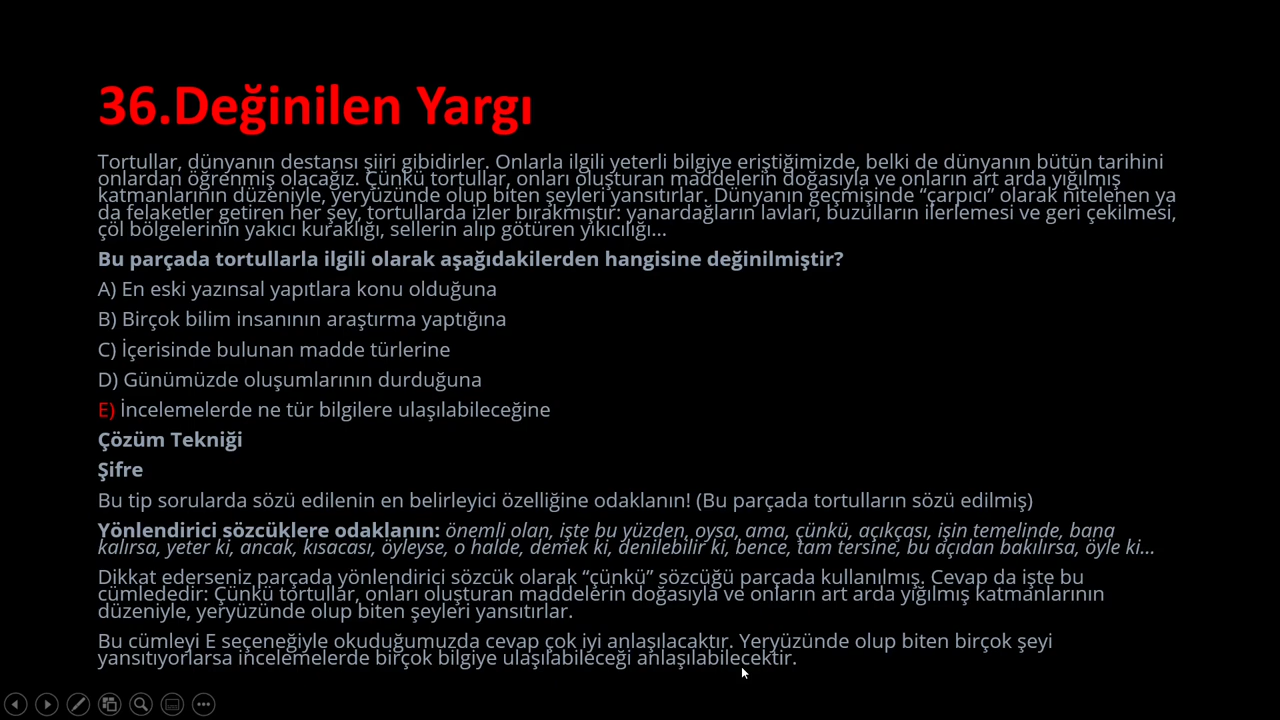 36.Değinilen Yargı
Tortullar, dünyanın destansı şiiri gibidirler. Onlarla ilgili yeterli bilgiye eriştiğimizde, belki de dünyanın bütün tarihini
onlardan öğrenmiş olacağız. Çünkü tortullar, onları oluşturan maddelerin doğasıyla ve onların art arda yığılmış
katmanlarının düzeniyle, yeryüzünde olup biten şeyleri yansıtırlar. Dünyanın geçmişinde “çarpıcı” olarak nitelenen ya
da felaketler getiren her şey, tortullarda izler bırakmıştır: yanardağların lavları, buzulların ilerlemesi ve geri çekilmesi,
çöl bölgelerinin yakıcı kuraklığı, sellerin alıp götüren yıkıcılığı...
Bu parçada tortullarla ilgili olarak aşağıdakilerden hangisine değinilmiştir?
A) En eski yazınsal yapıtlara konu olduğuna
B) Birçok bilim insanının araştırma yaptığına
C) İçerisinde bulunan madde türlerine
D) Günümüzde oluşumlarının durduğuna
E) İncelemelerde ne tür bilgilere ulaşılabileceğine
Çözüm Tekniği
Şifre
Bu tip sorularda sözü edilenin en belirleyici özelliğine odaklanın! (Bu parçada tortulların sözü edilmiş)
Yönlendirici sözcüklere odaklanın: önemli olan, işte bu yüzden, oysa, ama, çünkü, açıkçası, işin temelinde, bana
kalırsa, yeter ki, ancak, kısacası, öyleyse, o halde, demek ki, denilebilir ki, bence, tam tersine, bu açıdan bakılırsa, öyle ki...
Dikkat ederseniz parçada yönlendirici sözcük olarak “çünkü” sözcüğü parçada kullanılmış. Cevap da işte bu
cümlededir: Çünkü tortullar, onları oluşturan maddelerin doğasıyla ve onların art arda yığılmış katmanlarının
düzeniyle, yeryüzünde olup biten şeyleri yansıtırlar.
Bu cümleyi E seçeneğiyle okuduğumuzda cevap çok iyi anlaşılacaktır. Yeryüzünde olup biten birçok şeyi
yansıtıyorlarsa incelemelerde birçok bilgiye ulaşılabileceği anlaşılabilecektir.